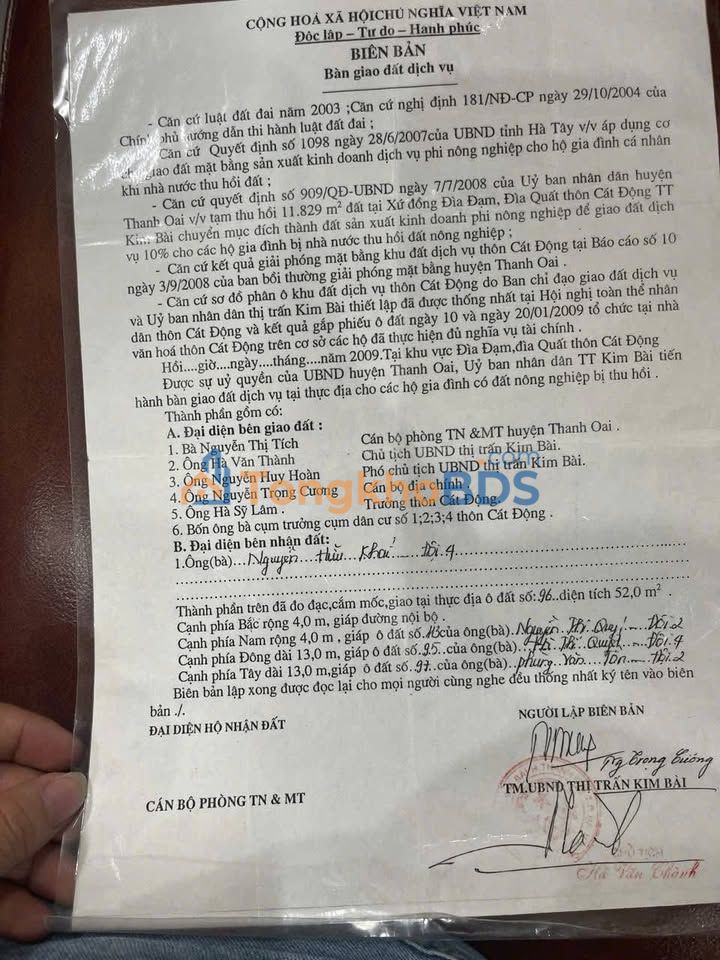 CỘNG HOÀ XÃ HỘICHỦ NGHĨA VIỆT NAM
Độc lập – Tự do – Hanh phúc
BIÊN BẢN
Bàn giao đất dịch vụ
- Căn cứ luật đất đai năm 2003 ;Căn cứ nghị định 181/NĐ-CP ngày 29/10/2004 của
Chính phủ hướng dẫn thi hành luật đất đai ;
Căn cứ Quyết định số 1098 ngày 28/6/2007của UBND tỉnh Hà Tây v/v áp dụng cơ
chế giao đất mặt bằng sản xuất kinh doanh dịch vụ phi nông nghiệp cho hộ gia đình cá nhân
khi nhà nước thu hồi đất ;
- Căn cứ quyết định số 909/QĐ-UBND ngày 7/7/2008 của Uỷ ban nhân dân huyện
Thanh Oai v/v tạm thu hồi 11.829 m² đất tại Xứ đồng Đìa Đạm, Đìa Quất thôn Cát Động TT
Kim Bài chuyển mục đích thành đất sản xuất kinh doanh phi nông nghiệp để giao đất dịch
vụ 10% cho các hộ gia đình bị nhà nước thu hồi đất nông nghiệp ;
- Căn cứ kết quả giải phóng mặt bằng khu đất dịch vụ thôn Cát Động tại Báo cáo số 10
ngày 3/9/2008 của ban bồi thường giải phóng mặt bằng huyện Thanh Oai .
- Căn cứ sơ đồ phân ô khu đất dịch vụ thôn Cát Động do Ban chỉ đạo giao đất dịch vụ
và Uỷ ban nhân dân thị trấn Kim Bài thiết lập đã được thống nhất tại Hội nghị toàn thể nhân
dân thôn Cát Động và kết quả gắp phiếu ô đất ngày 10 và ngày 20/01/2009 tổ chức tại nhà
văn hoá thôn Cát Động trên cơ sở các hộ đã thực hiện đủ nghĩa vụ tài chính .
Hồi....giờ....ngày....tháng....năm 2009.Tại khu vực Đìa Đạm,đìa Quất thôn Cát Động
Được sự uỷ quyền của UBND huyện Thanh Oai, Uỷ ban nhân dân TT Kim Bài tiến
hành bàn giao đất dịch vụ tại thực địa cho các hộ gia đình có đất nông nghiệp bị thu hồi .
Thành phần gồm có:
A. Đại diện bên giao đất :
1. Bà Nguyễn Thị Tích Cán bộ phòng TN &MT huyện Thanh Oai .
2. Ông Hà Văn Thành Chủ tịch UBND thị trấn Kim Bài.
3. Ông Nguyễn Huy Hoàn Phó chủ tịch UBND thị trấn Kim Bài.
4. Ông Nguyễn Trọng Cương Cán bộ địa chính
5. Ông Hà Sỹ Lâm . Trưởng thôn Cát Động.
6. Bốn ông bà cụm trưởng cụm dân cư số 1;2;3;4 thôn Cát Động .
TongkhoBDS.com
B. Đại diện bên nhận đất:
1.Ông(bà)...Nguyễn Hữu Khai - Đội 4
Thành phần trên đã đo đạc,cắm mốc,giao tại thực địa ô đất số:96..diện tích 52,0 m² .
Cạnh phía Bắc rộng 4,0 m, giáp đường nội bộ .
Cạnh phía Nam rộng 4,0 m , giáp ô đất số.113của ông(bà)..Nguyễn Thị Quý - Đội 2
Cạnh phía Đông dài 13,0 m, giáp ô đất số.95..của ông(bà)...Hà Thị Quyết - Đội 4
Cạnh phía Tây dài 13,0 m,giáp ô đất số.97..của ông(bà)..phùng Văn Tôn - Đội 2
Biên bản lập xong được đọc lại cho mọi người cùng nghe đều thống nhất ký tên vào biên
bản ./.
ĐẠI DIỆN HỘ NHẬN ĐẤT
NGƯỜI LẬP BIÊN BẢN
Ng Trọng Cương
CÁN BỘ PHÒNG TN & MT
TM.UBND THỊ TRẤN KIM BÀI
Hà Văn Thành